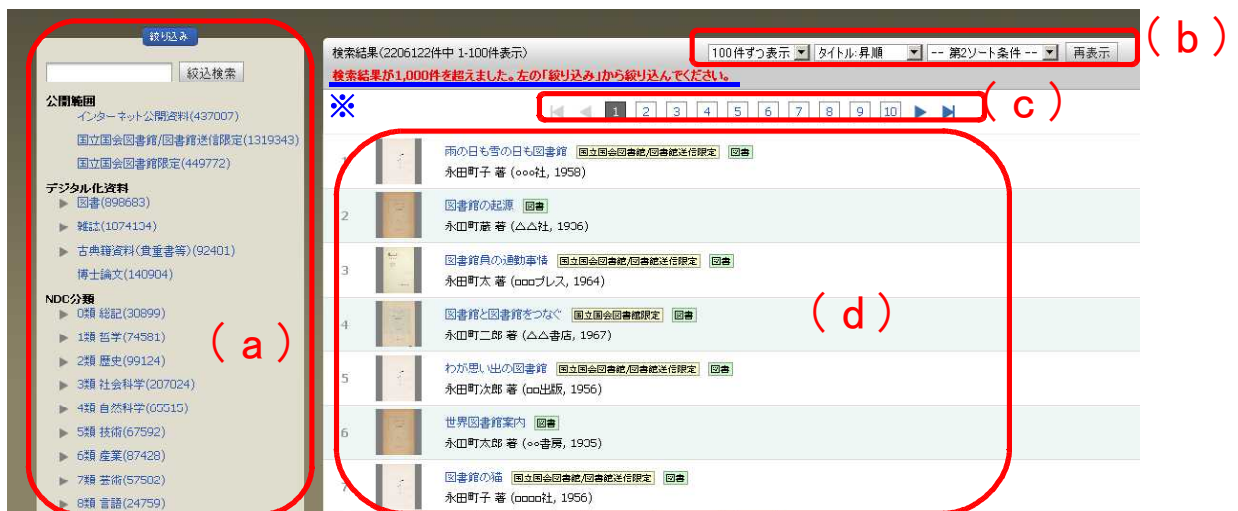 絞り込み
絞込検索
公開範囲
インターネット公開資料(437007)
国立国会図書館/図書館送信限定(1319343)
国立国会図書館限定(449772)
デジタル化資料
▶ 図書(898683)
▶ 雑誌(1074134)
▶ 古典籍資料(貴重書等)(92401)
博士論文(140904)
NDC分類
▶ 0類 総記(30899)
▶ 1類 哲学(74581)
▶ 2類 歴史(99124)
▶ 3類 社会科学(207024)
▶ 4類 自然科学(65515)
▶ 5類 技術(67592)
▶ 6類 産業(87428)
▶ 7類 芸術(57502)
▶ 8類 言語(24759)
(a)
検索結果(2206122件中 1-100件表示)
100件ずつ表示 タイトル:昇順 -- 第2ソート条件 -- 再表示
(b)
検索結果が1,000件を超えました。左の「絞り込み」から絞り込んでください。
※
1 2 3 4 5 6 7 8 9 10
(c)
1 雨の日も雪の日も図書館 国立国会図書館/図書館送信限定 図書
永田町子 著 (∘∘∘社, 1958)
2 図書館の起源 図書
永田町蔵 著 (△△社, 1936)
3 図書館員の通勤事情 国立国会図書館/図書館送信限定 図書
永田町太 著 (□□□プレス, 1964)
4 図書館と図書館をつなぐ 国立国会図書館限定 図書
永田町二郎 著 (△△書店, 1967)
5 わが思い出の図書館 国立国会図書館/図書館送信限定 図書
永田町次郎 著 (□□出版, 1956)
6 世界図書館案内 図書
永田町太郎 著 (∘∘書房, 1935)
7 図書館の猫 国立国会図書館/図書館送信限定 図書
永田町子 著 (□□□□社, 1956)
(d)